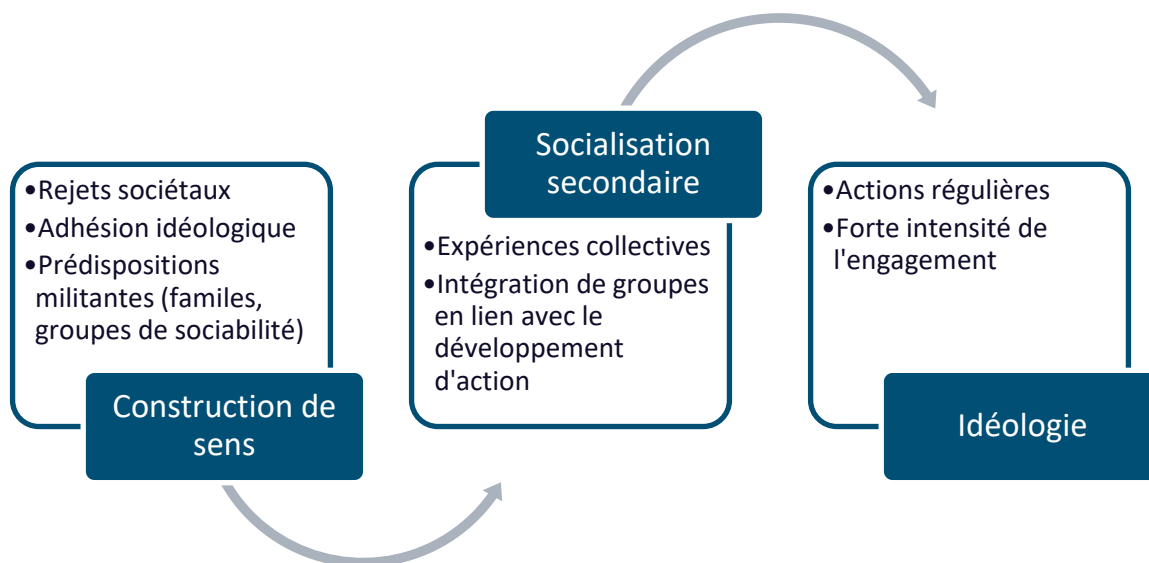 •Rejets sociétaux
•Adhésion idéologique
•Prédispositions
militantes (familes,
groupes de sociabilité)
Construction de
sens
Socialisation
secondaire
•Expériences collectives
•Intégration de groupes
en lien avec le
développement
d'action
•Actions régulières
•Forte intensité de
l'engagement
Idéologie